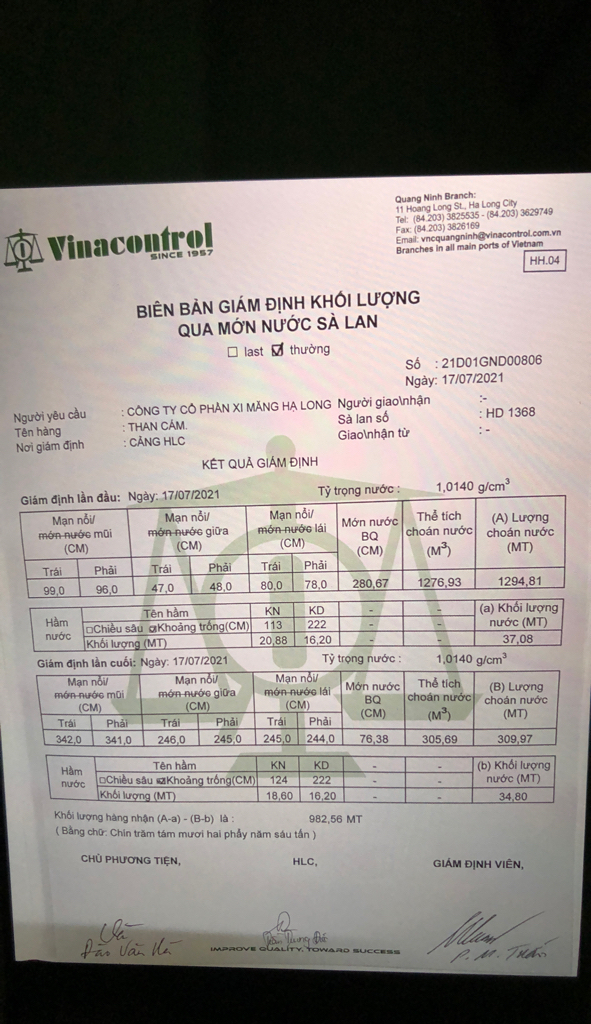 Vinacontrol
SINCE 1957
Quang Ninh Branch:
11 Hoang Long St., Ha Long City
Tel: (84.203) 3825535 - (84.203) 3629749
Fax: (84.203) 3826169
Email: vncquangninh@vinacontrol.com.vn
Branches in all main ports of Vietnam
HH.04
BIÊN BẢN GIÁM ĐỊNH KHỐI LƯỢNG
QUA MỚN NƯỚC SÀ LAN
☐ last ☑ thường
Số : 21D01GND00806
Ngày: 17/07/2021
Người yêu cầu : CÔNG TY CỔ PHẦN XI MĂNG HẠ LONG Người giao\nhận :-
Tên hàng : THAN CÁM. Sà lan số : HD 1368
Nơi giám định : CẢNG HLC Giao\nhận từ : -
KẾT QUẢ GIÁM ĐỊNH
Giám định lần đầu: Ngày: 17/07/2021 Tỷ trọng nước : 1,0140 g/cm³
Mạn nổi/ Mạn nổi/ Mạn nổi/ Mớn nước Thể tích (A) Lượng
món nước mũi món nước giữa món nước lái BQ choán nước choán nước
(CM) (CM) (CM) (CM) (M³) (MT)
Trái Phải Trái Phải Trái Phải
99,0 96,0 47,0 48,0 80,0 78,0 280,67 1276,93 1294,81
Hầm nước Tên hầm KN KD - - (a) Khối lượng nước (MT)
☐Chiều sâu ☑Khoảng trống(CM) 113 222 - -
Khối lượng (MT) 20,88 16,20 - - 37,08
Giám định lần cuối: Ngày: 17/07/2021 Tỷ trọng nước : 1,0140 g/cm³
Mạn nổi/ Mạn nổi/ Mạn nổi/ Mớn nước Thể tích (B) Lượng
món nước mũi món nước giữa món nước lái BQ choán nước choán nước
(CM) (CM) (CM) (CM) (M³) (MT)
Trái Phải Trái Phải Trái Phải
342,0 341,0 246,0 245,0 245,0 244,0 76,38 305,69 309,97
Hầm nước Tên hầm KN KD - - (b) Khối lượng nước (MT)
☐Chiều sâu ☑Khoảng trống(CM) 124 222 - -
Khối lượng (MT) 18,60 16,20 - - 34,80
Khối lượng hàng nhận (A-a) - (B-b) là : 982,56 MT
( Bằng chữ: Chín trăm tám mươi hai phẩy năm sáu tấn )
CHỦ PHƯƠNG TIỆN, HLC, GIÁM ĐỊNH VIÊN,
Đào Văn Hà
P. M. Tuấn
IMPROVE QUALITY, TOWARD SUCCESS